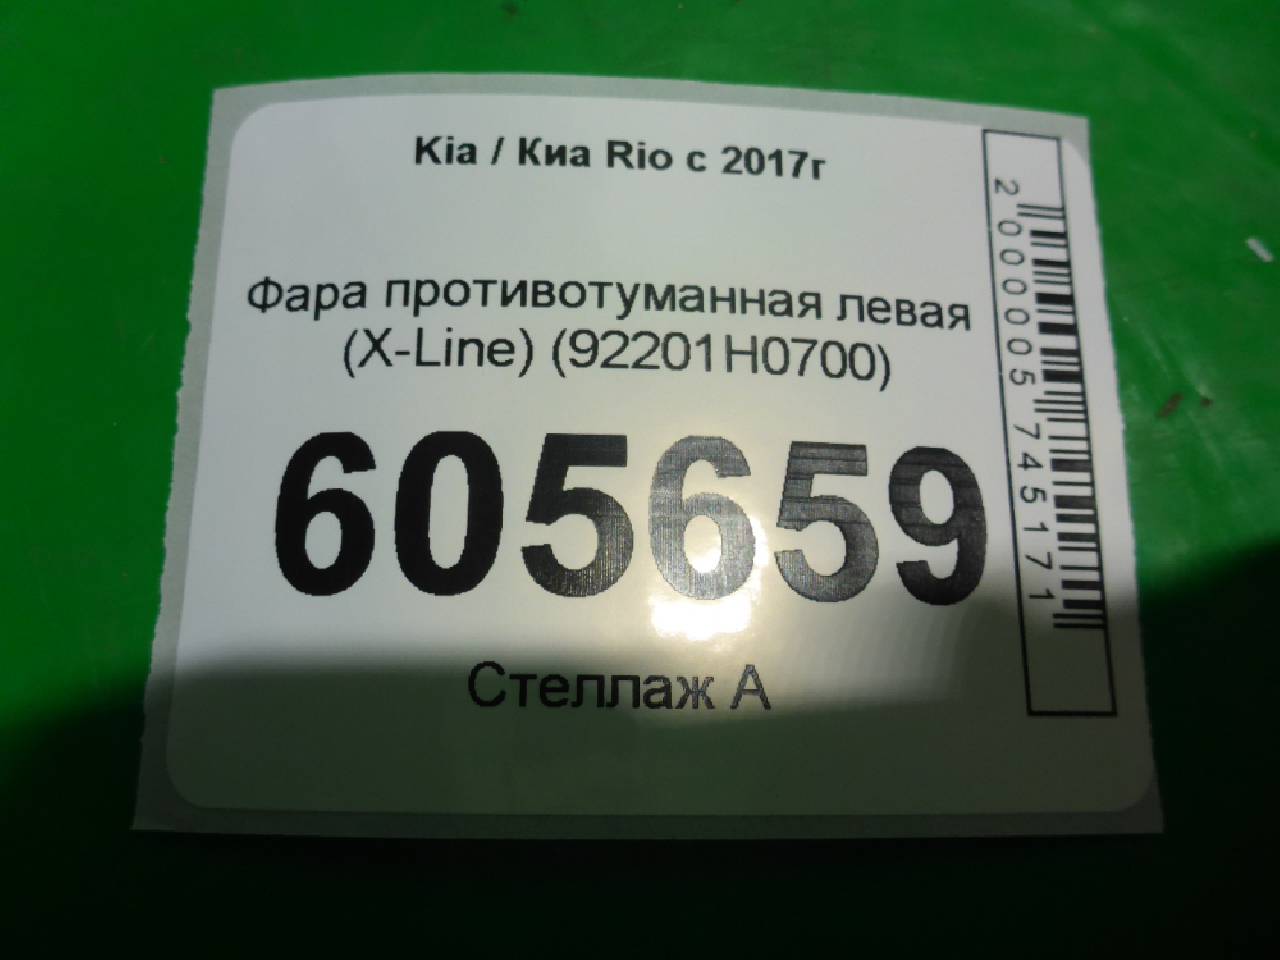 Kia / Киа Rio с 2017г
Фара противотуманная левая
(X-Line) (92201H0700)
605659
Стеллаж А
2000005745171